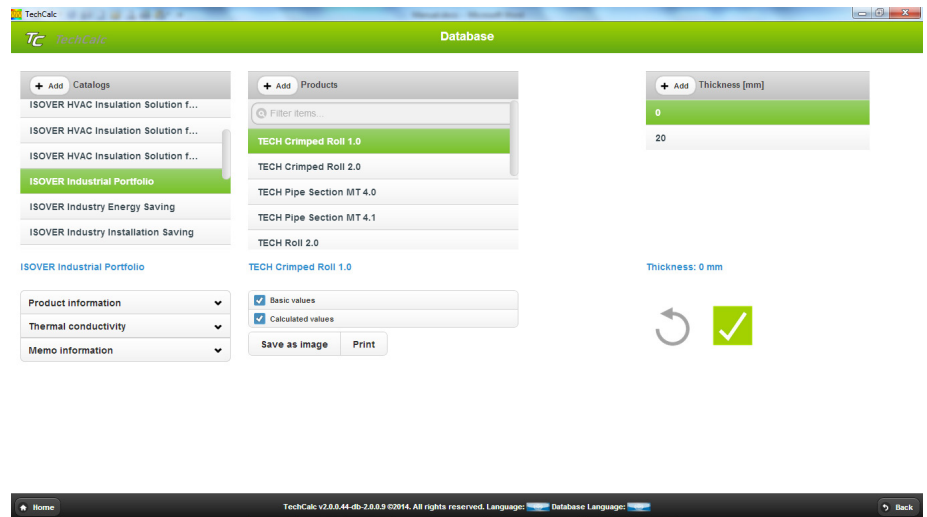 TechCalc
TC TechCalc
Database
+ Add Catalogs
ISOVER HVAC Insulation Solution f...
ISOVER HVAC Insulation Solution f...
ISOVER HVAC Insulation Solution f...
ISOVER Industrial Portfolio
ISOVER Industry Energy Saving
ISOVER Industry Installation Saving
+ Add Products
Filter items...
TECH Crimped Roll 1.0
TECH Crimped Roll 2.0
TECH Pipe Section MT 4.0
TECH Pipe Section MT 4.1
TECH Roll 2.0
+ Add Thickness [mm]
0
20
ISOVER Industrial Portfolio
TECH Crimped Roll 1.0
Thickness: 0 mm
Product information
Thermal conductivity
Memo information
Basic values
Calculated values
Save as image Print
Home
TechCalc v2.0.0.44-db-2.0.0.9 ©2014. All rights reserved. Language: Database Language:
Back